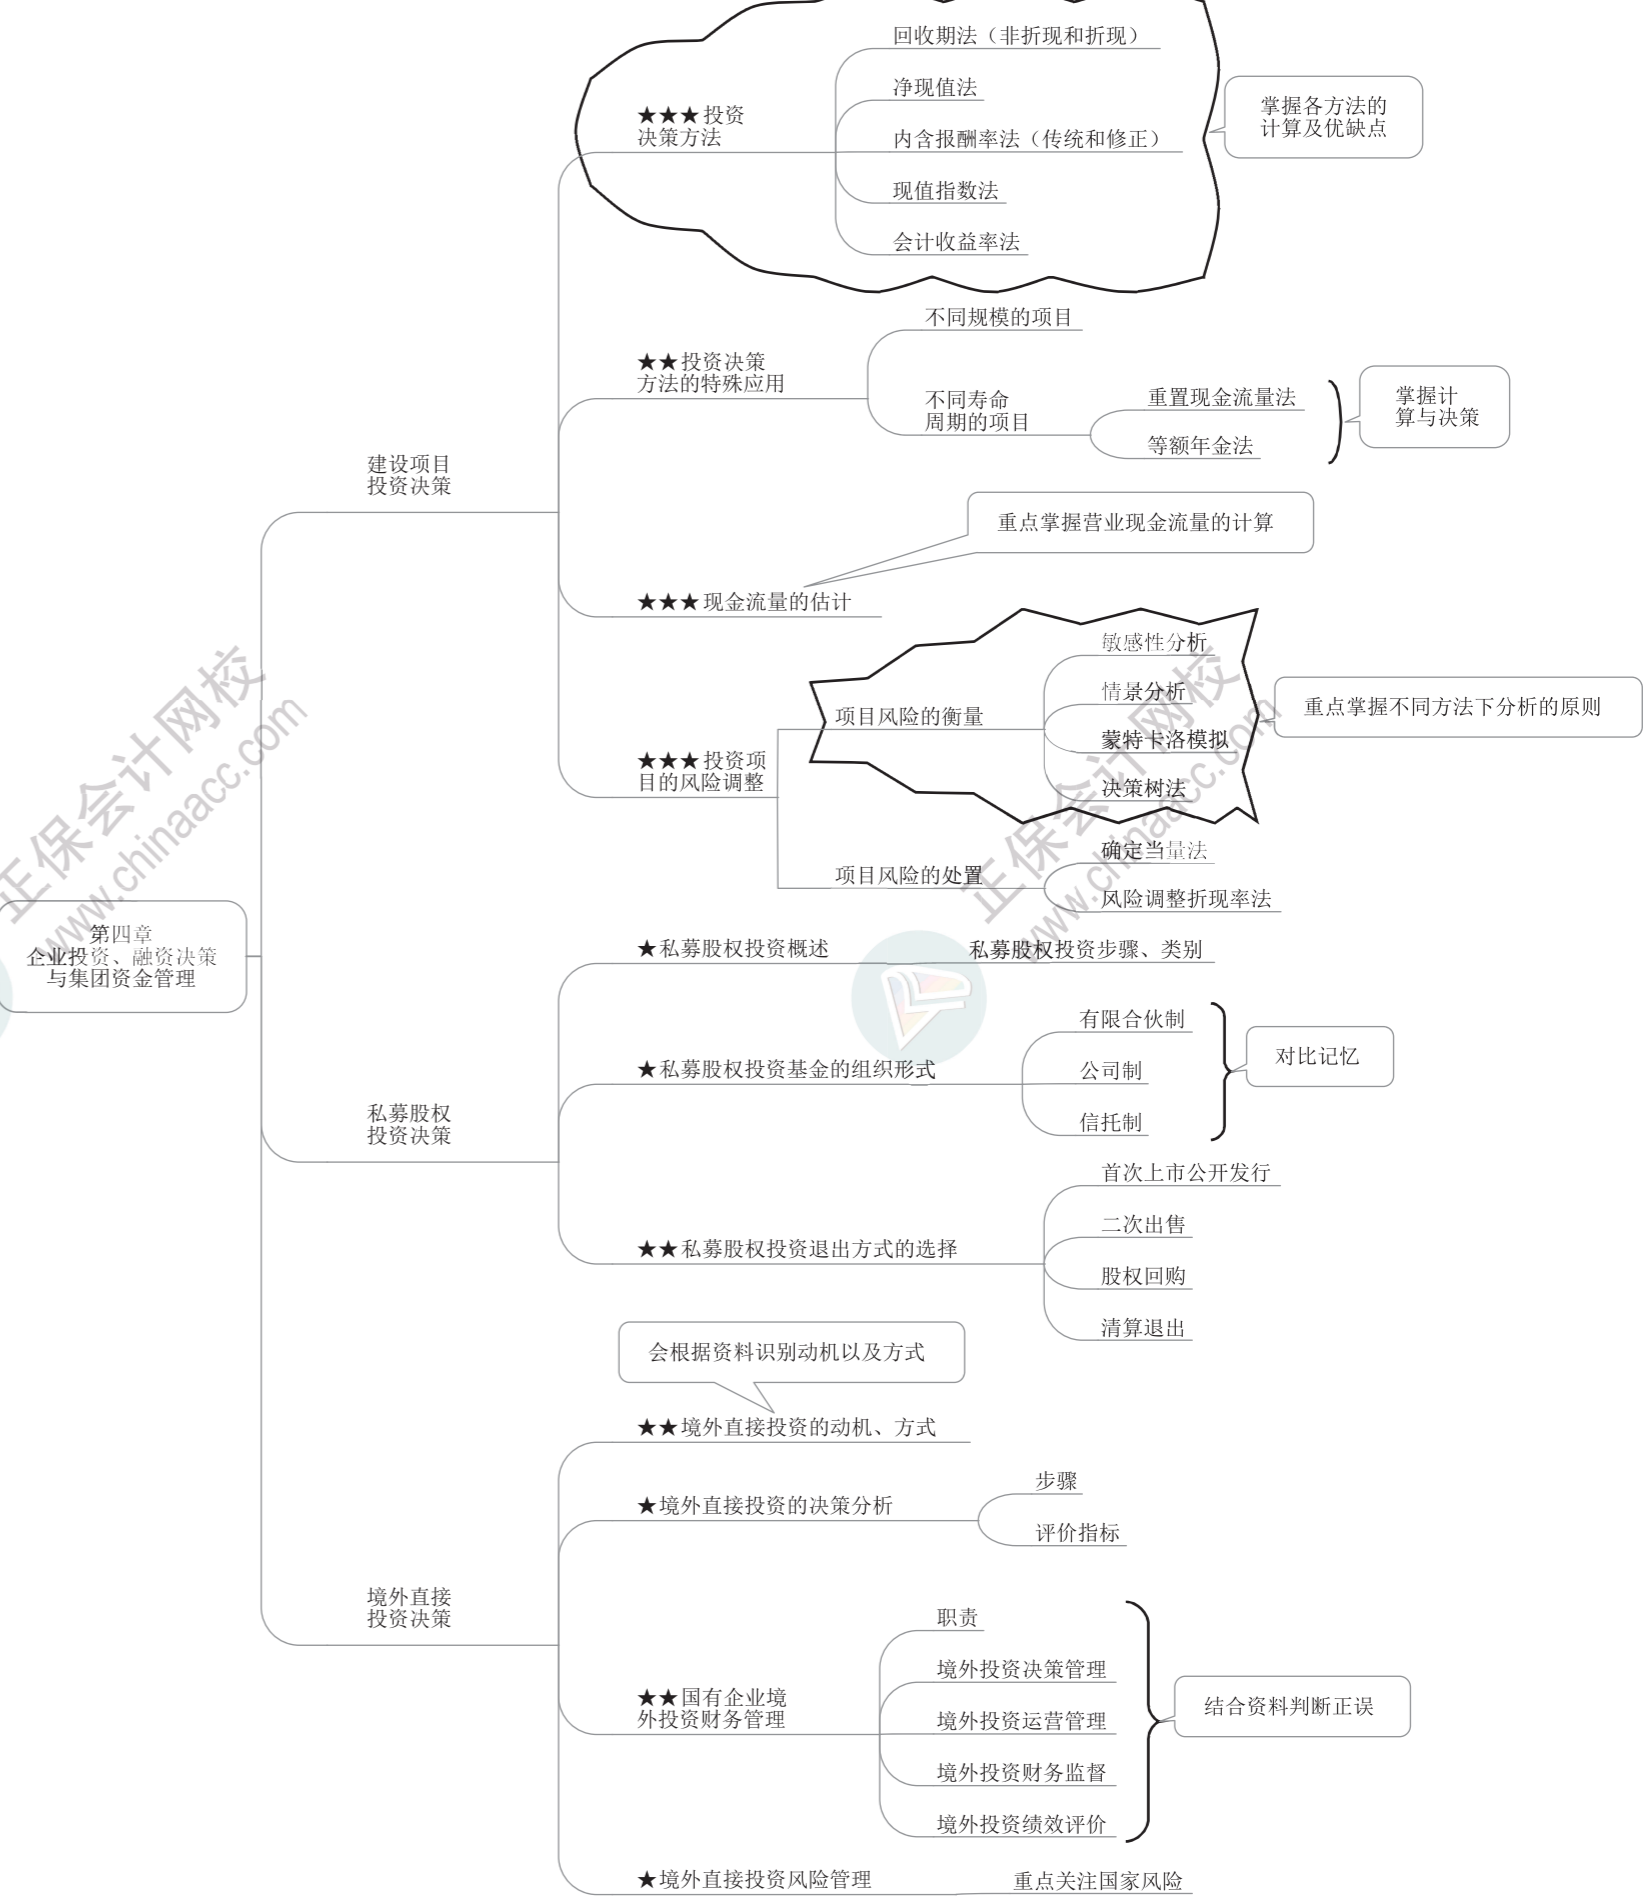 第四章
企业投资、融资决策
与集团资金管理
建设项目
投资决策
★★★投资
决策方法
回收期法（非折现和折现）
净现值法
内含报酬率法（传统和修正）
现值指数法
会计收益率法
掌握各方法的
计算及优缺点
★★投资决策
方法的特殊应用
不同规模的项目
不同寿命
周期的项目
重置现金流量法
等额年金法
掌握计
算与决策
★★★现金流量的估计
重点掌握营业现金流量的计算
★★★投资项
目的风险调整
项目风险的衡量
敏感性分析
情景分析
蒙特卡洛模拟
决策树法
重点掌握不同方法下分析的原则
项目风险的处置
确定当量法
风险调整折现率法
私募股权
投资决策
★私募股权投资概述
私募股权投资步骤、类别
★私募股权投资基金的组织形式
有限合伙制
公司制
信托制
对比记忆
★★私募股权投资退出方式的选择
首次上市公开发行
二次出售
股权回购
清算退出
境外直接
投资决策
会根据资料识别动机以及方式
★★境外直接投资的动机、方式
★境外直接投资的决策分析
步骤
评价指标
★★国有企业境
外投资财务管理
职责
境外投资决策管理
境外投资运营管理
境外投资财务监督
境外投资绩效评价
结合资料判断正误
★境外直接投资风险管理
重点关注国家风险
正保会计网校
www.chinaacc.com
正保会计网校
www.chinaacc.com